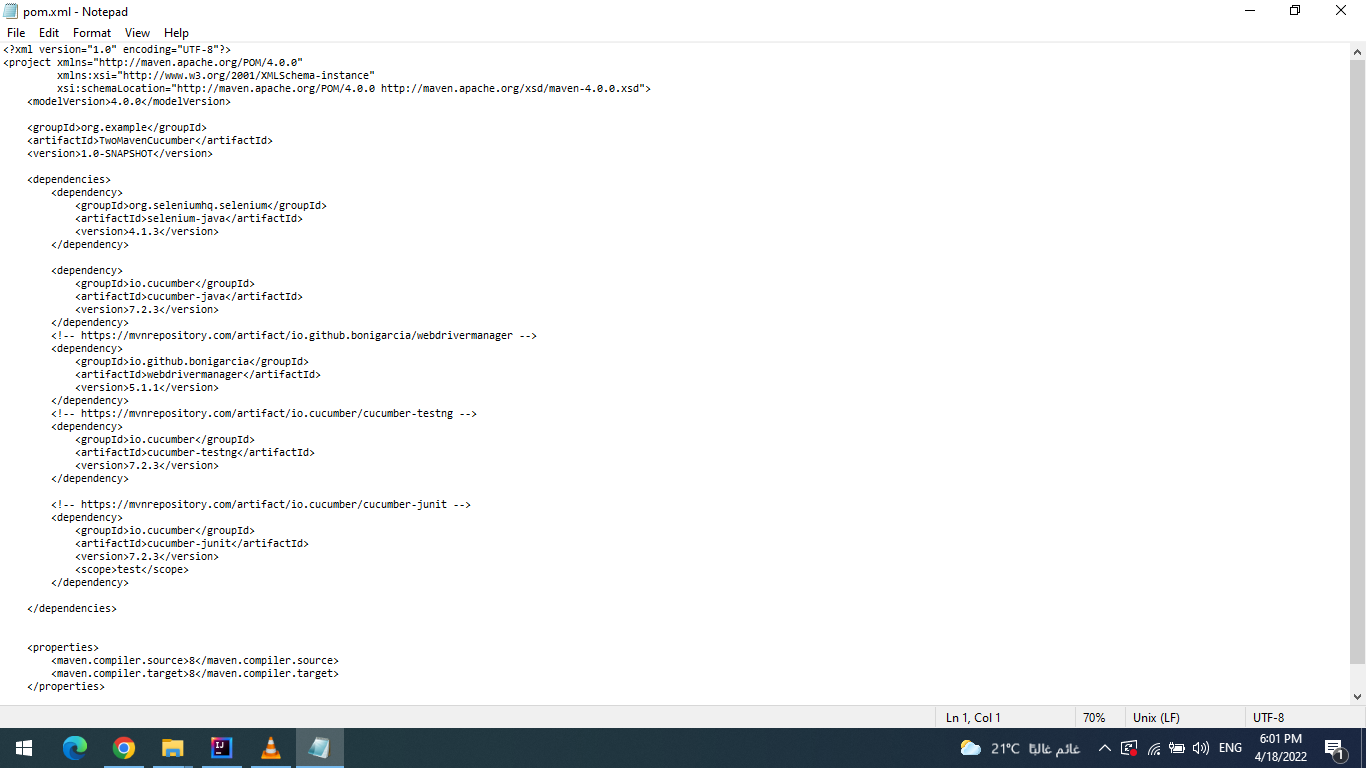 pom.xml - Notepad
File Edit Format View Help
<?xml version="1.0" encoding="UTF-8"?>
<project xmlns="http://maven.apache.org/POM/4.0.0"
         xmlns:xsi="http://www.w3.org/2001/XMLSchema-instance"
         xsi:schemaLocation="http://maven.apache.org/POM/4.0.0 http://maven.apache.org/xsd/maven-4.0.0.xsd">
    <modelVersion>4.0.0</modelVersion>
    <groupId>org.example</groupId>
    <artifactId>TwoMavenCucumber</artifactId>
    <version>1.0-SNAPSHOT</version>
    <dependencies>
        <dependency>
            <groupId>org.seleniumhq.selenium</groupId>
            <artifactId>selenium-java</artifactId>
            <version>4.1.3</version>
        </dependency>
        <dependency>
            <groupId>io.cucumber</groupId>
            <artifactId>cucumber-java</artifactId>
            <version>7.2.3</version>
        </dependency>
        <!-- https://mvnrepository.com/artifact/io.github.bonigarcia/webdrivermanager -->
        <dependency>
            <groupId>io.github.bonigarcia</groupId>
            <artifactId>webdrivermanager</artifactId>
            <version>5.1.1</version>
        </dependency>
        <!-- https://mvnrepository.com/artifact/io.cucumber/cucumber-testng -->
        <dependency>
            <groupId>io.cucumber</groupId>
            <artifactId>cucumber-testng</artifactId>
            <version>7.2.3</version>
        </dependency>
        <!-- https://mvnrepository.com/artifact/io.cucumber/cucumber-junit -->
        <dependency>
            <groupId>io.cucumber</groupId>
            <artifactId>cucumber-junit</artifactId>
            <version>7.2.3</version>
            <scope>test</scope>
        </dependency>
    </dependencies>
    <properties>
        <maven.compiler.source>8</maven.compiler.source>
        <maven.compiler.target>8</maven.compiler.target>
    </properties>
Ln 1, Col 1 70% Unix (LF) UTF-8
IJ 21°C غائم غالبًا ENG 6:01 PM
4/18/2022 1